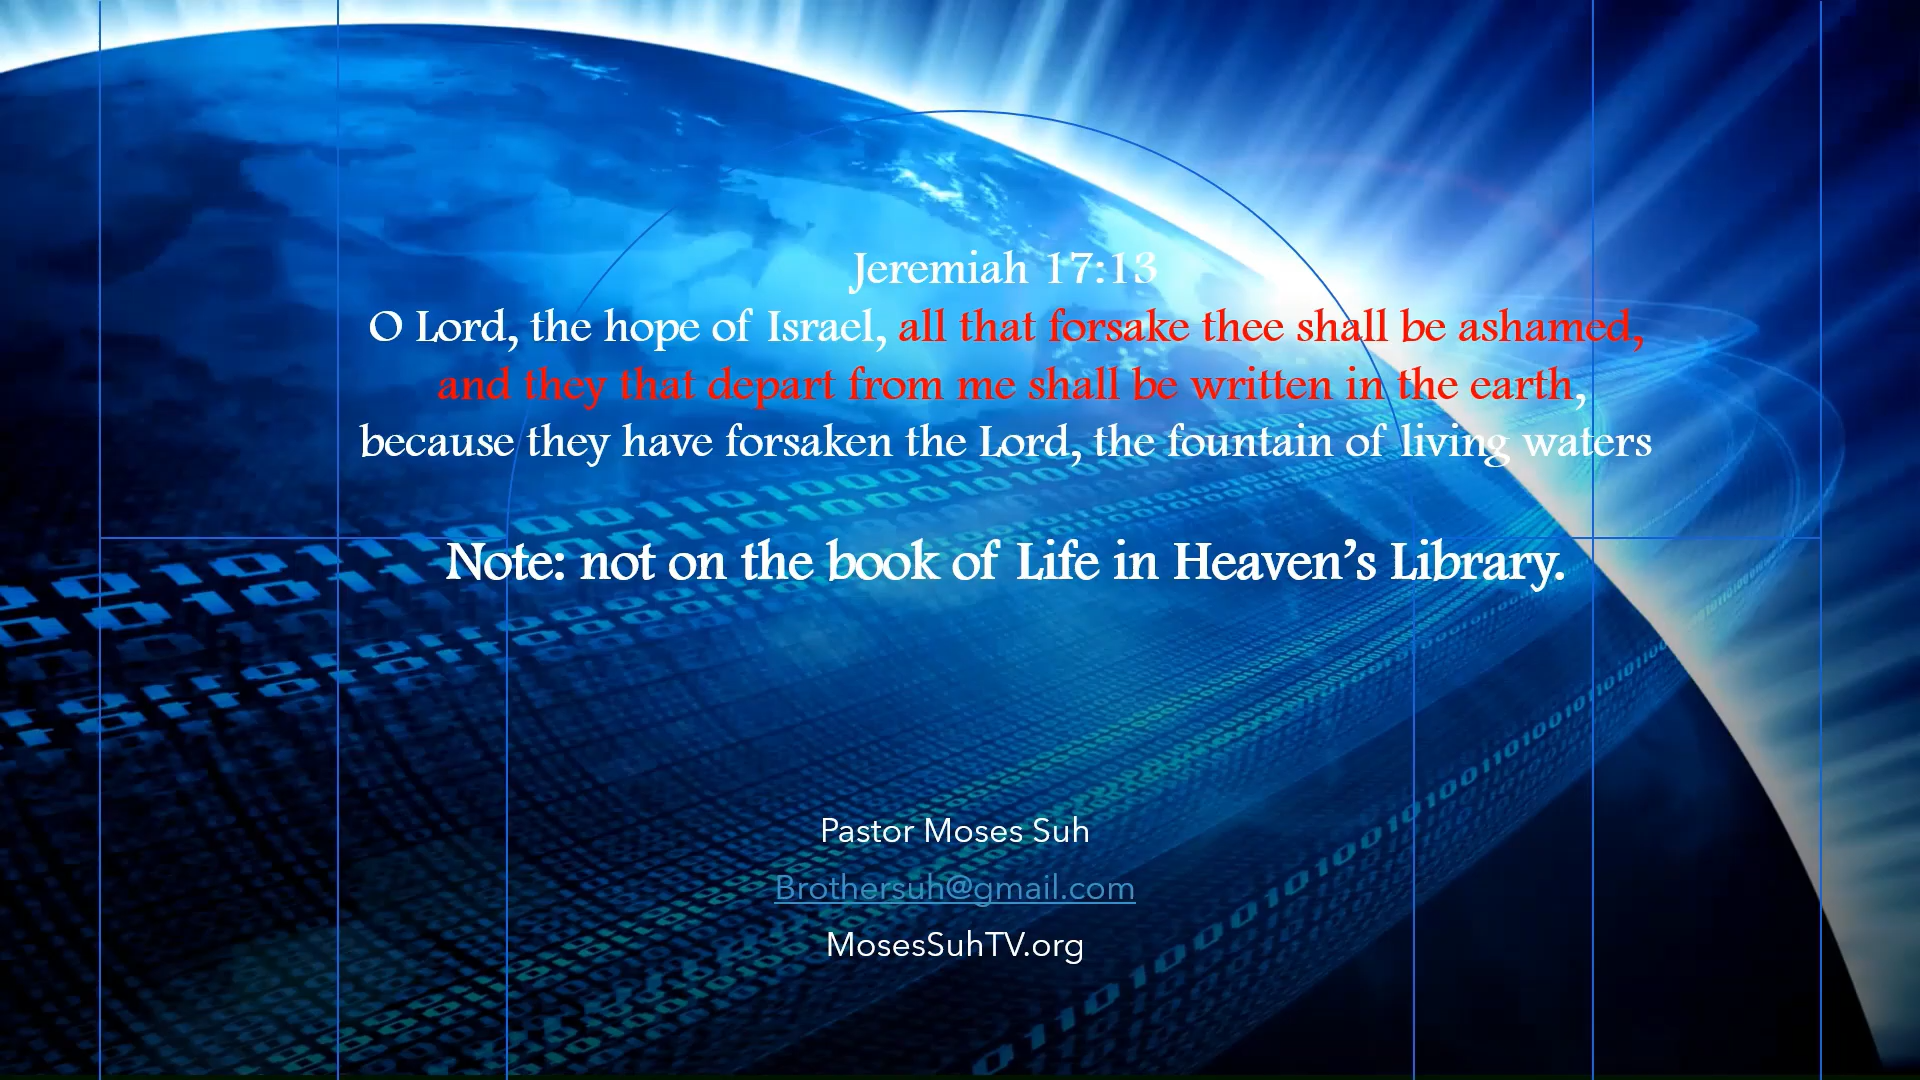 Jeremiah 17:13
O Lord, the hope of Israel, all that forsake thee shall be ashamed,
and they that depart from me shall be written in the earth,
because they have forsaken the Lord, the fountain of living waters
Note: not on the book of Life in Heaven’s Library.
Pastor Moses Suh
Brothersuh@gmail.com
MosesSuhTV.org